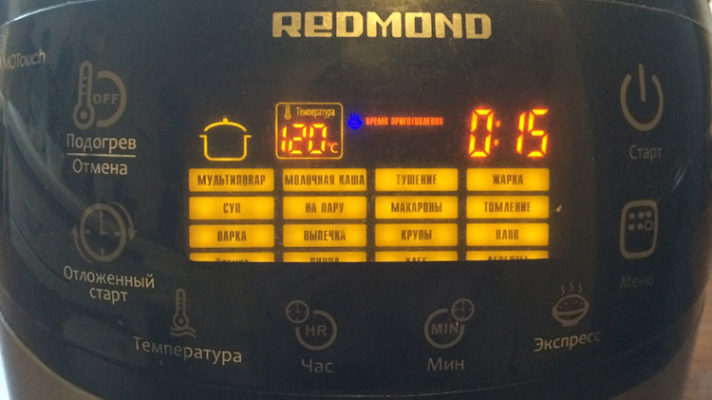 REDMOND
Температура
120°C
ВРЕМЯ ПРИГОТОВЛЕНИЯ
0:15
OFF
Подогрев
Отмена
Старт
МУЛЬТИПОВАР
МОЛОЧНАЯ КАША
ТУШЕНИЕ
ЖАРКА
СУП
НА ПАРУ
МАКАРОНЫ
ТОМЛЕНИЕ
ВАРКА
ВЫПЕЧКА
КРУПЫ
ПЛОВ
Отложенный
старт
Меню
Температура
HR
Час
MIN
Мин
Экспресс